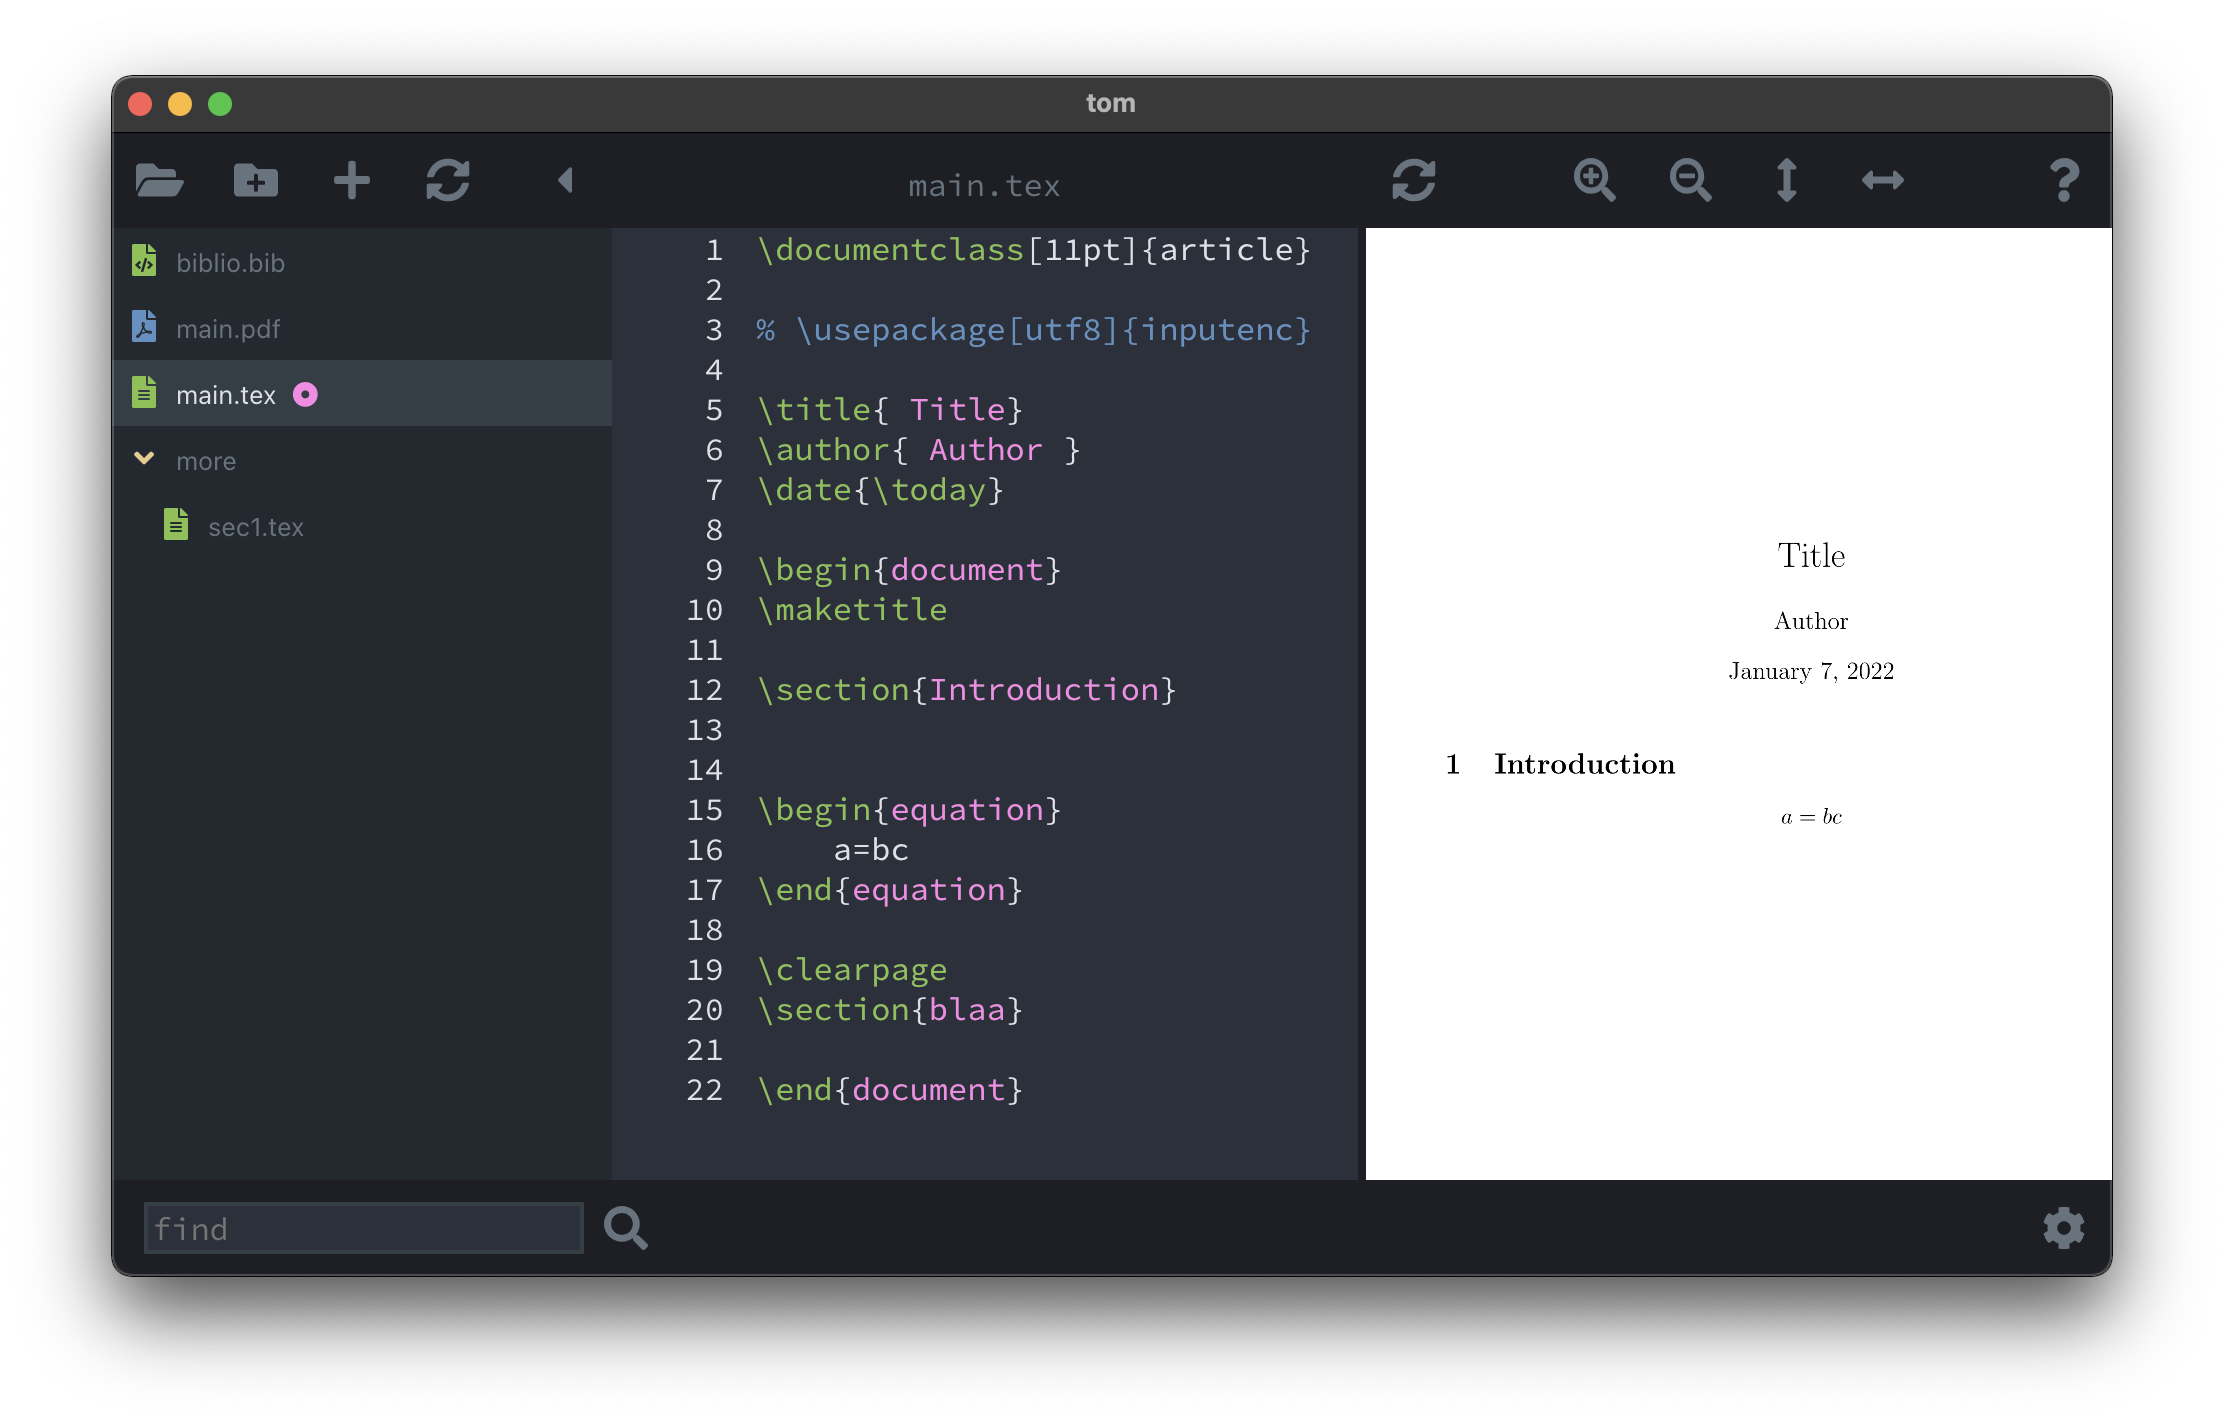 tom
main.tex
biblio.bib
main.pdf
main.tex
more
sec1.tex
1 \documentclass[11pt]{article}
2
3 % \usepackage[utf8]{inputenc}
4
5 \title{ Title}
6 \author{ Author }
7 \date{\today}
8
9 \begin{document}
10 \maketitle
11
12 \section{Introduction}
13
14
15 \begin{equation}
16     a=bc
17 \end{equation}
18
19 \clearpage
20 \section{blaa}
21
22 \end{document}
Title
Author
January 7, 2022
1 Introduction
a = bc
find